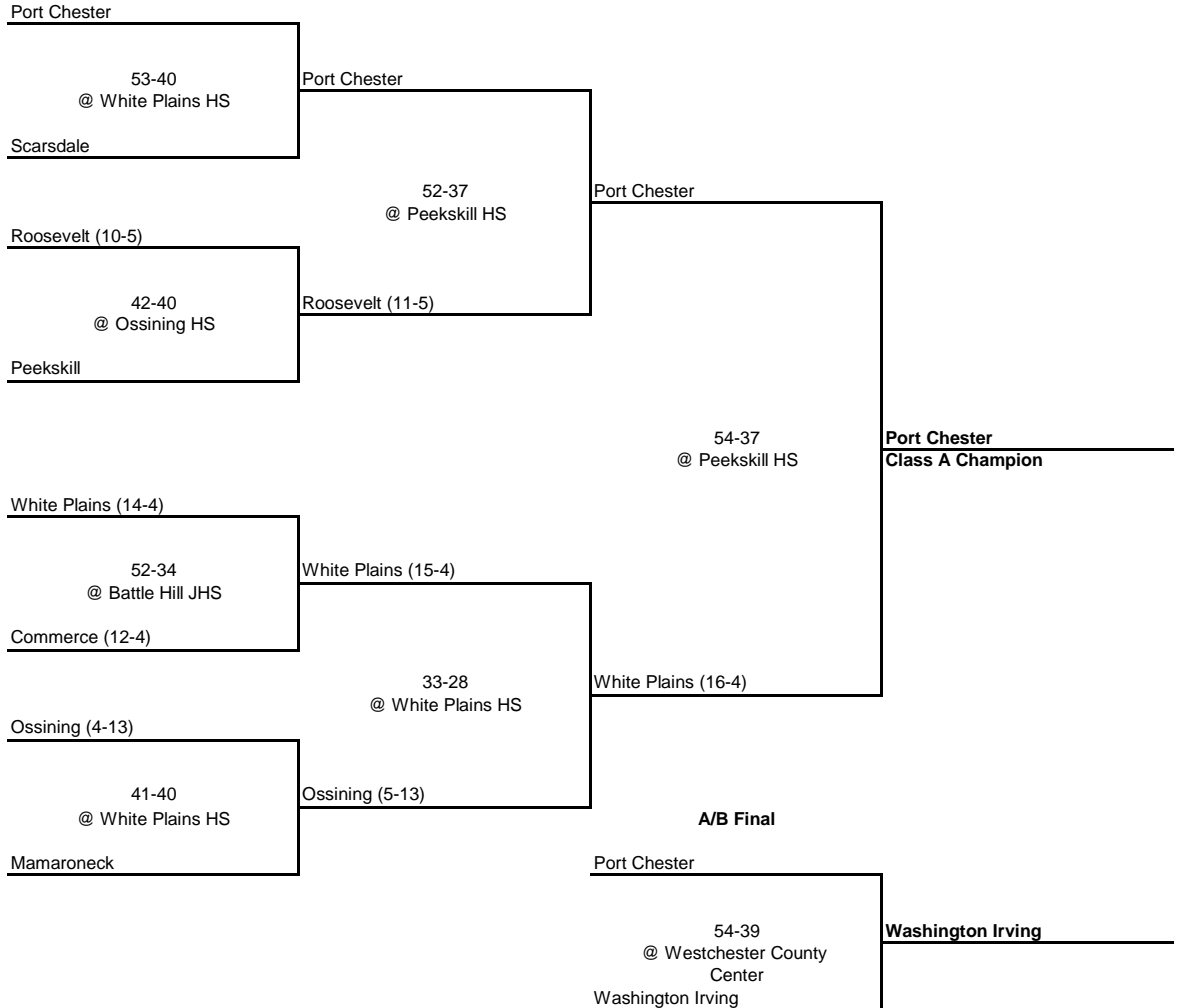 Port Chester
53-40
@ White Plains HS
Port Chester
Scarsdale
52-37
@ Peekskill HS
Port Chester
Roosevelt (10-5)
42-40
@ Ossining HS
Roosevelt (11-5)
Peekskill
54-37
@ Peekskill HS
Port Chester
Class A Champion
White Plains (14-4)
52-34
@ Battle Hill JHS
White Plains (15-4)
Commerce (12-4)
33-28
@ White Plains HS
White Plains (16-4)
Ossining (4-13)
41-40
@ White Plains HS
Ossining (5-13)
Mamaroneck
A/B Final
Port Chester
54-39
@ Westchester County
Center
Washington Irving
Washington Irving